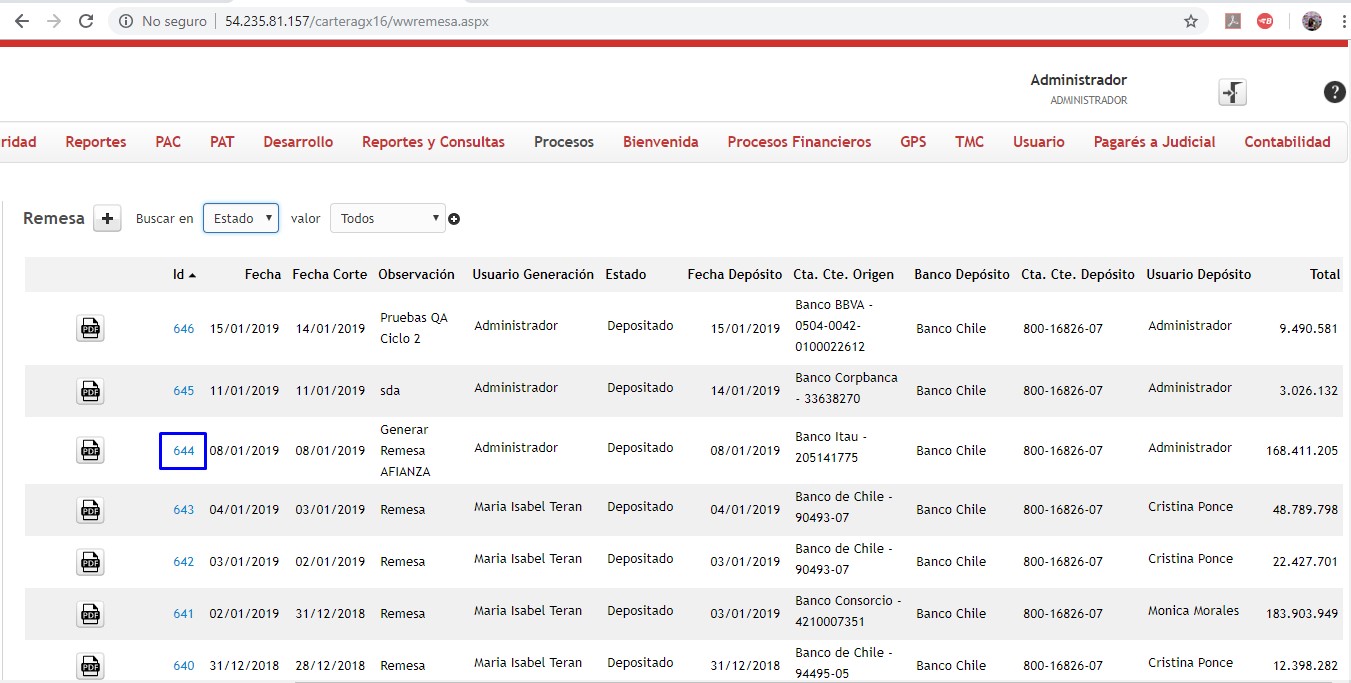 No seguro 54.235.81.157/carteragx16/wwremesa.aspx
Administrador
ADMINISTRADOR
ridad Reportes PAC PAT Desarrollo Reportes y Consultas Procesos Bienvenida Procesos Financieros GPS TMC Usuario Pagarés a Judicial Contabilidad
Remesa Buscar en Estado valor Todos
Id Fecha Fecha Corte Observación Usuario Generación Estado Fecha Depósito Cta. Cte. Origen Banco Depósito Cta. Cte. Depósito Usuario Depósito Total
PDF 646 15/01/2019 14/01/2019 Pruebas QA Ciclo 2 Administrador Depositado 15/01/2019 Banco BBVA - 0504-0042-0100022612 Banco Chile 800-16826-07 Administrador 9.490.581
PDF 645 11/01/2019 11/01/2019 sda Administrador Depositado 14/01/2019 Banco Corpbanca - 33638270 Banco Chile 800-16826-07 Administrador 3.026.132
PDF 644 08/01/2019 08/01/2019 Generar Remesa AFIANZA Administrador Depositado 08/01/2019 Banco Itau - 205141775 Banco Chile 800-16826-07 Administrador 168.411.205
PDF 643 04/01/2019 03/01/2019 Remesa Maria Isabel Teran Depositado 04/01/2019 Banco de Chile - 90493-07 Banco Chile 800-16826-07 Cristina Ponce 48.789.798
PDF 642 03/01/2019 02/01/2019 Remesa Maria Isabel Teran Depositado 03/01/2019 Banco de Chile - 90493-07 Banco Chile 800-16826-07 Cristina Ponce 22.427.701
PDF 641 02/01/2019 31/12/2018 Remesa Maria Isabel Teran Depositado 03/01/2019 Banco Consorcio - 4210007351 Banco Chile 800-16826-07 Monica Morales 183.903.949
PDF 640 31/12/2018 28/12/2018 Remesa Maria Isabel Teran Depositado 31/12/2018 Banco de Chile - 94495-05 Banco Chile 800-16826-07 Cristina Ponce 12.398.282